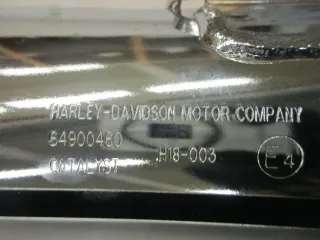 HARLEY-DAVIDSON MOTOR COMPANY
64900460
CATALYST JH18-003
E4